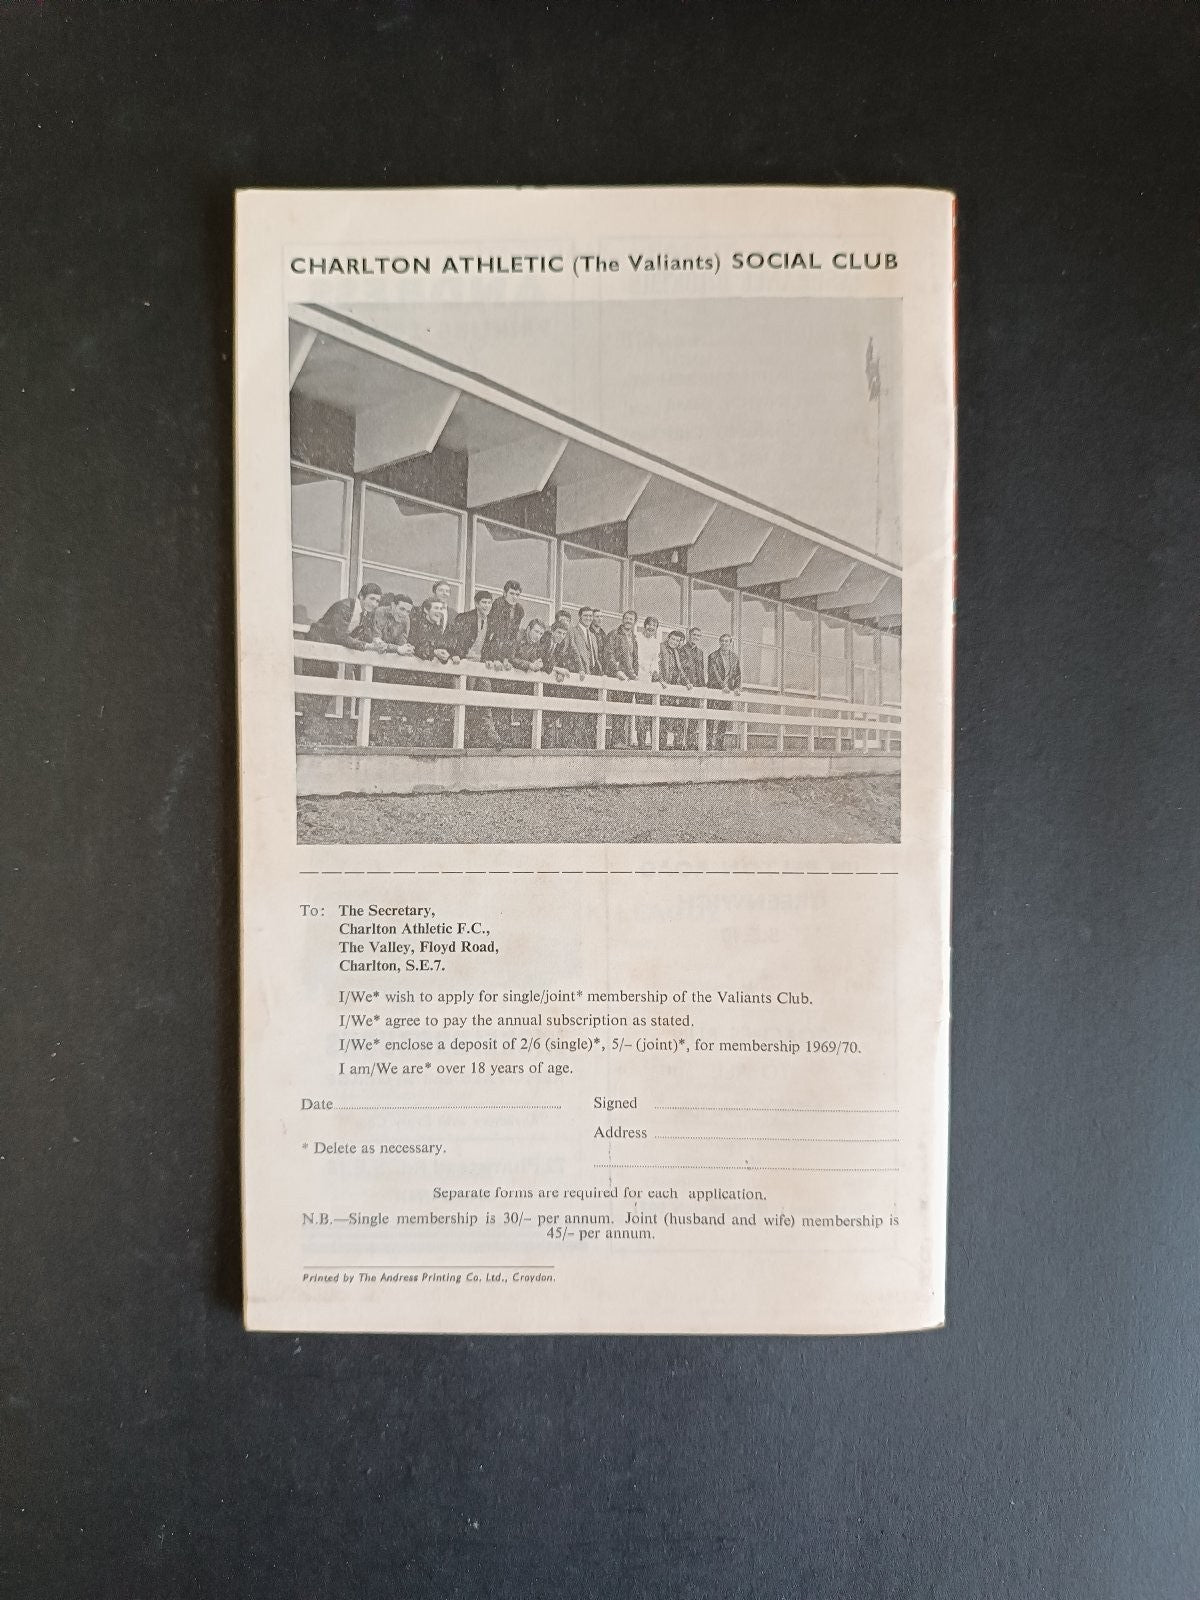 CHARLTON ATHLETIC (The Valiants) SOCIAL CLUB
To: The Secretary,
Charlton Athletic F.C.,
The Valley, Floyd Road,
Charlton, S.E.7.
I/We* wish to apply for single/joint* membership of the Valiants Club.
I/We* agree to pay the annual subscription as stated.
I/We* enclose a deposit of 2/6 (single)*, 5/– (joint)*, for membership 1969/70.
I am/We are* over 18 years of age.
Date
Signed
Address
* Delete as necessary.
Separate forms are required for each application.
N.B.—Single membership is 30/– per annum. Joint (husband and wife) membership is
45/– per annum.
Printed by The Andress Printing Co. Ltd., Croydon.